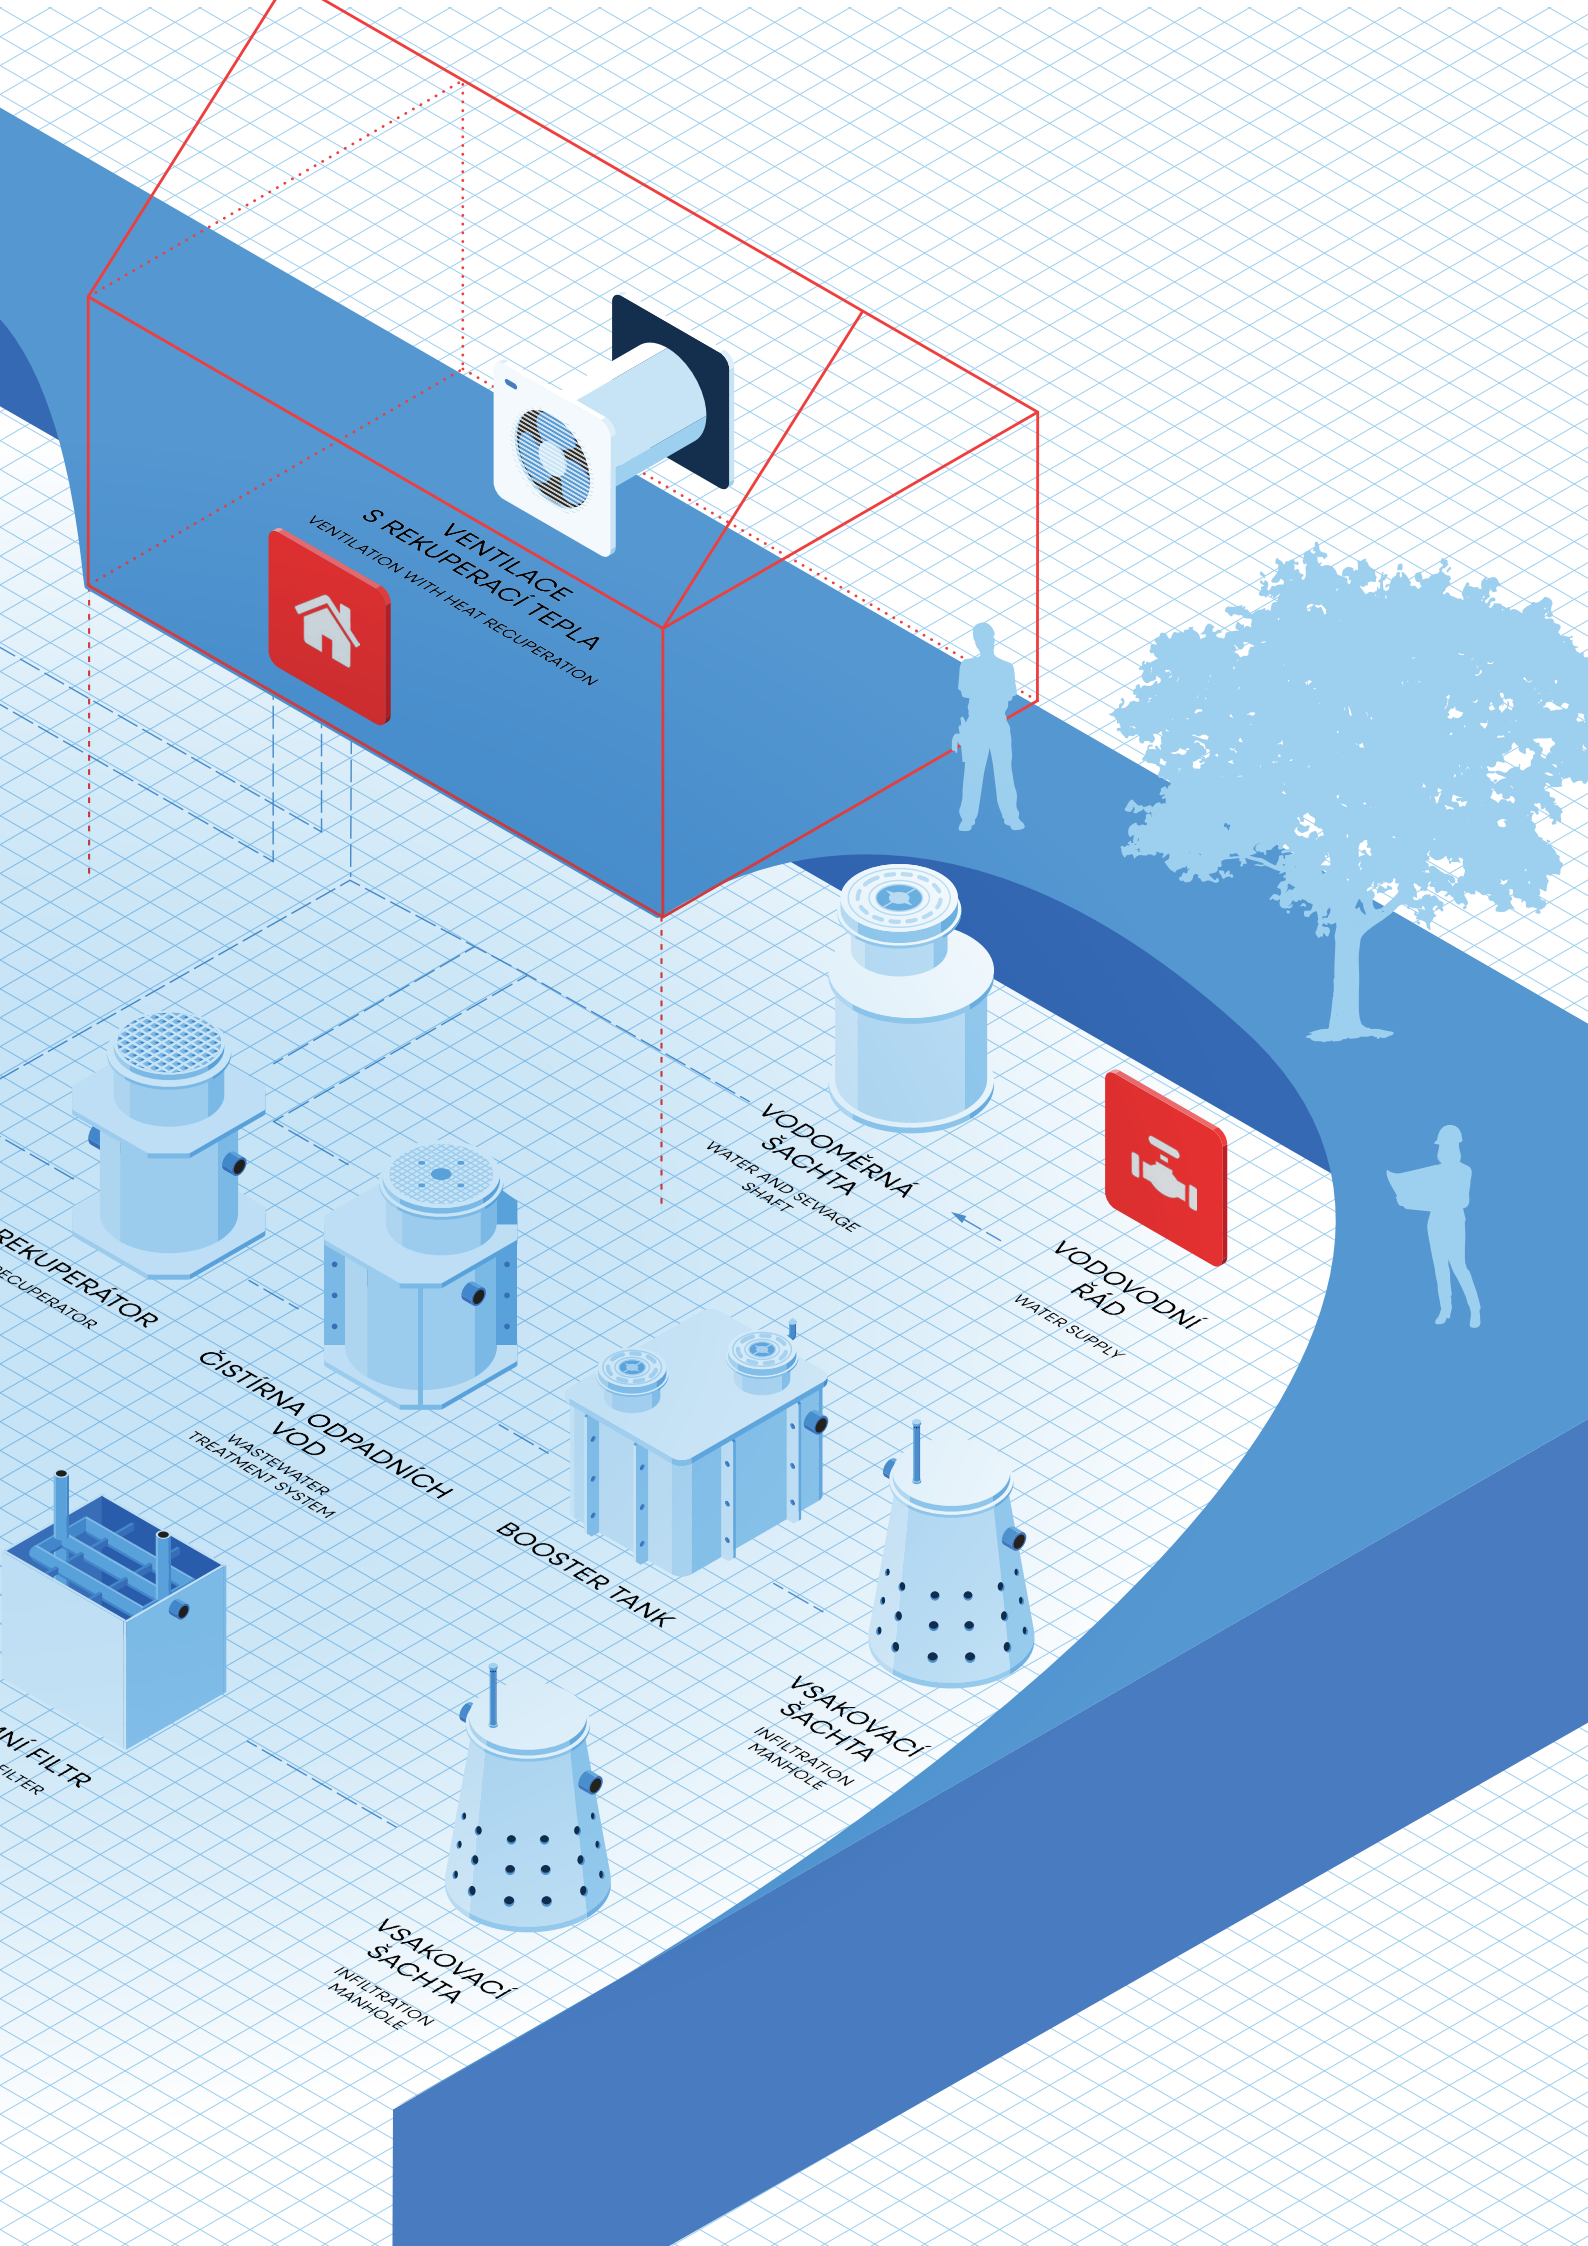 VENTILACE
S REKUPERACÍ TEPLA
VENTILATION WITH HEAT RECUPERATION
VODOMĚRNÁ
ŠACHTA
WATER AND SEWAGE
SHAFT
VODOVODNÍ
ŘÁD
WATER SUPPLY
REKUPERÁTOR
RECUPERATOR
ČISTÍRNA ODPADNÍCH
VOD
WASTEWATER
TREATMENT SYSTEM
BOOSTER TANK
VSAKOVACÍ
ŠACHTA
INFILTRATION
MANHOLE
FILTR
FILTER
VSAKOVACÍ
ŠACHTA
INFILTRATION
MANHOLE